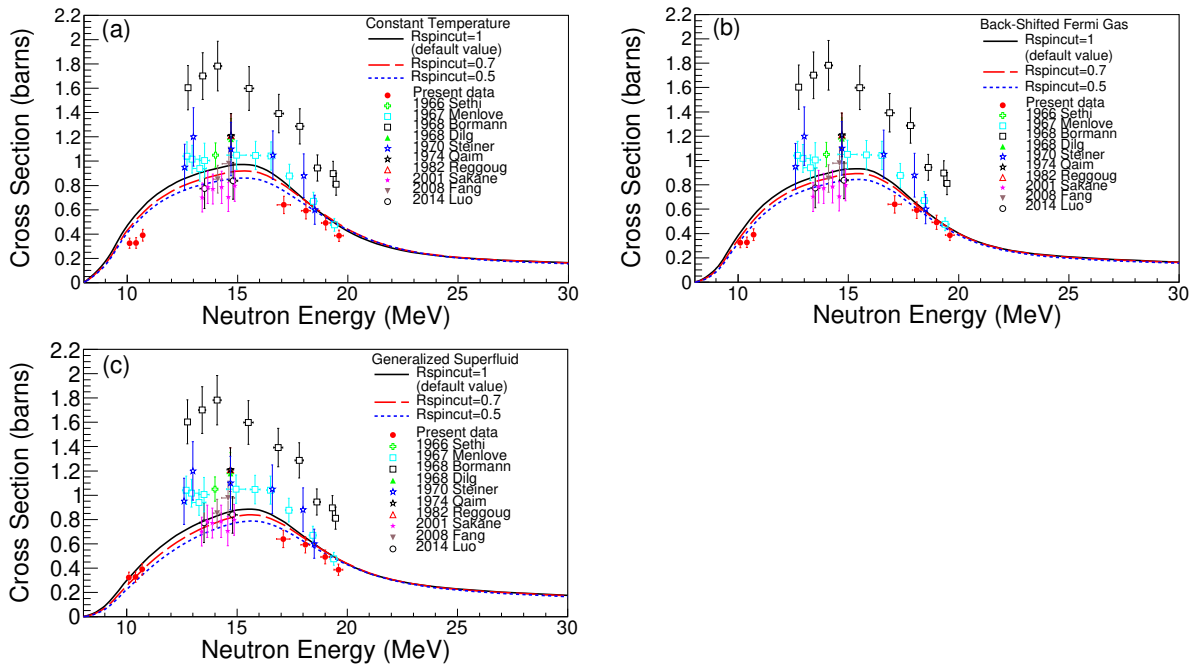 (a)
Constant Temperature
Rspincut=1
(default value)
Rspincut=0.7
Rspincut=0.5
Present data
1966 Sethi
1967 Menlove
1968 Bormann
1968 Dilg
1970 Steiner
1974 Qaim
1982 Reggoug
2001 Sakane
2008 Fang
2014 Luo
Cross Section (barns)
2.2
2
1.8
1.6
1.4
1.2
1
0.8
0.6
0.4
0.2
0
10 15 20 25 30
Neutron Energy (MeV)
(b)
Back-Shifted Fermi Gas
Rspincut=1
(default value)
Rspincut=0.7
Rspincut=0.5
Present data
1966 Sethi
1967 Menlove
1968 Bormann
1968 Dilg
1970 Steiner
1974 Qaim
1982 Reggoug
2001 Sakane
2008 Fang
2014 Luo
Cross Section (barns)
2.2
2
1.8
1.6
1.4
1.2
1
0.8
0.6
0.4
0.2
0
10 15 20 25 30
Neutron Energy (MeV)
(c)
Generalized Superfluid
Rspincut=1
(default value)
Rspincut=0.7
Rspincut=0.5
Present data
1966 Sethi
1967 Menlove
1968 Bormann
1968 Dilg
1970 Steiner
1974 Qaim
1982 Reggoug
2001 Sakane
2008 Fang
2014 Luo
Cross Section (barns)
2.2
2
1.8
1.6
1.4
1.2
1
0.8
0.6
0.4
0.2
0
10 15 20 25 30
Neutron Energy (MeV)